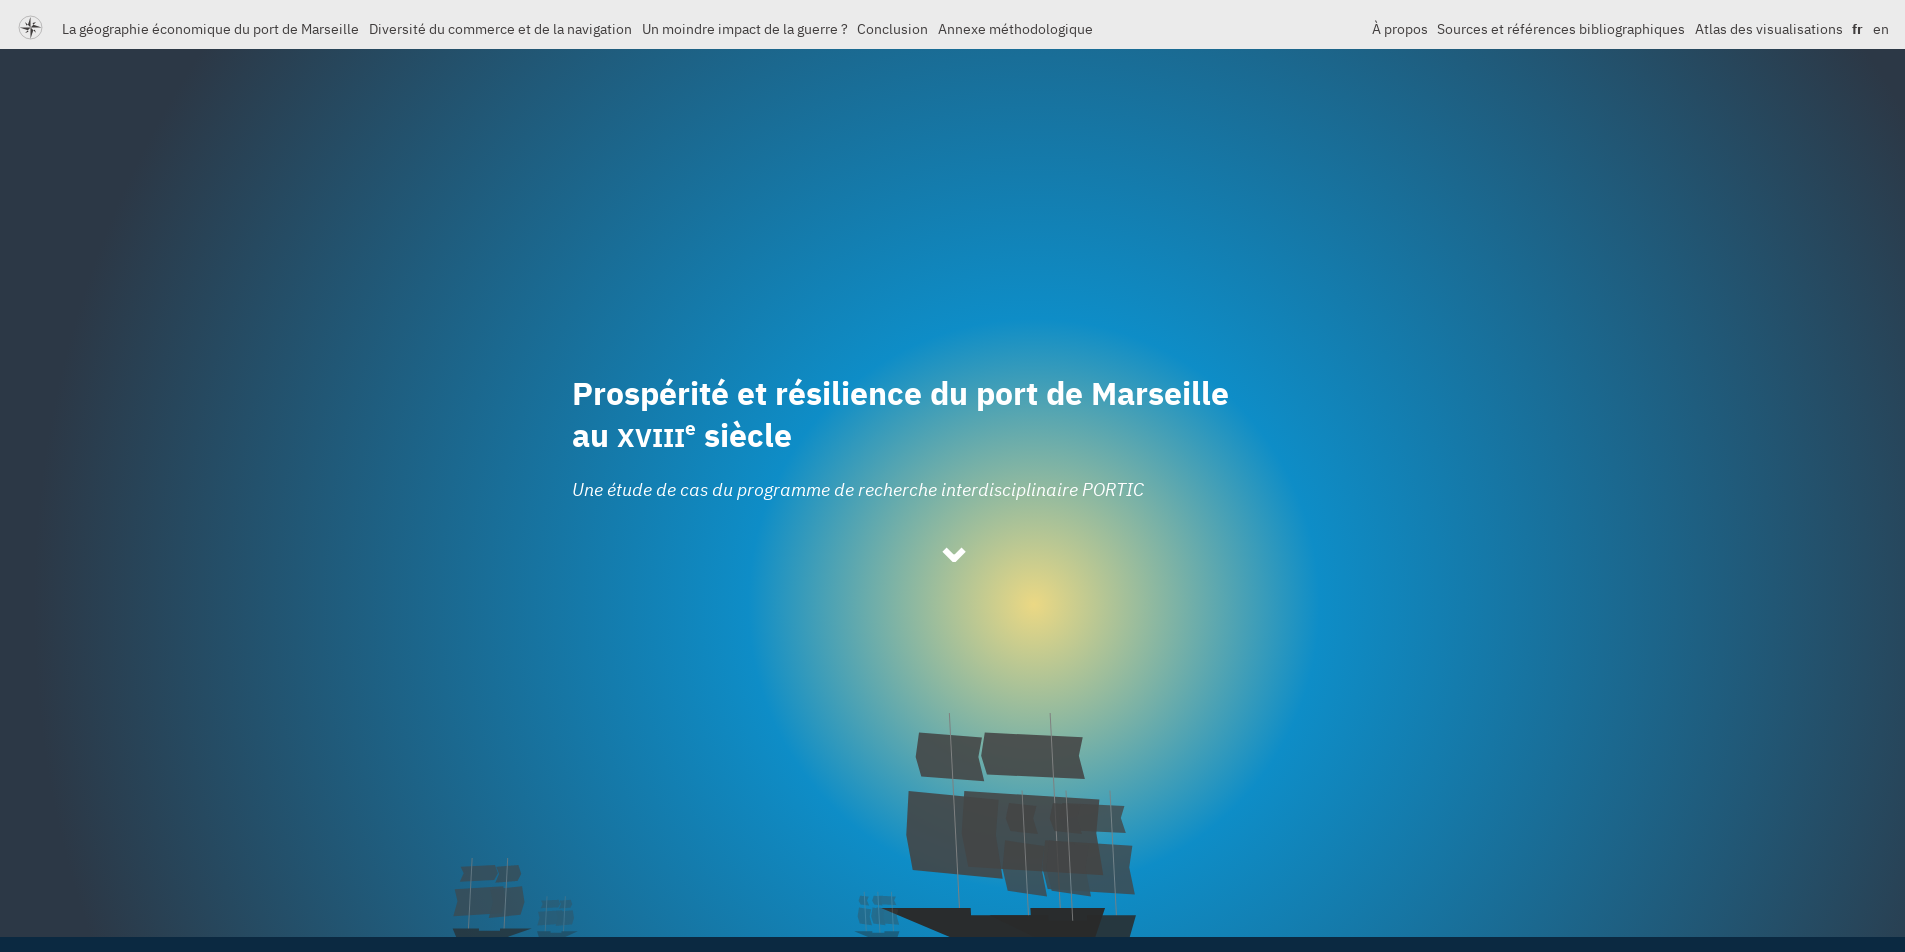 La géographie économique du port de Marseille Diversité du commerce et de la navigation Un moindre impact de la guerre ? Conclusion Annexe méthodologique À propos Sources et références bibliographiques Atlas des visualisations fr en
Prospérité et résilience du port de Marseille
au XVIIIe siècle
Une étude de cas du programme de recherche interdisciplinaire PORTIC